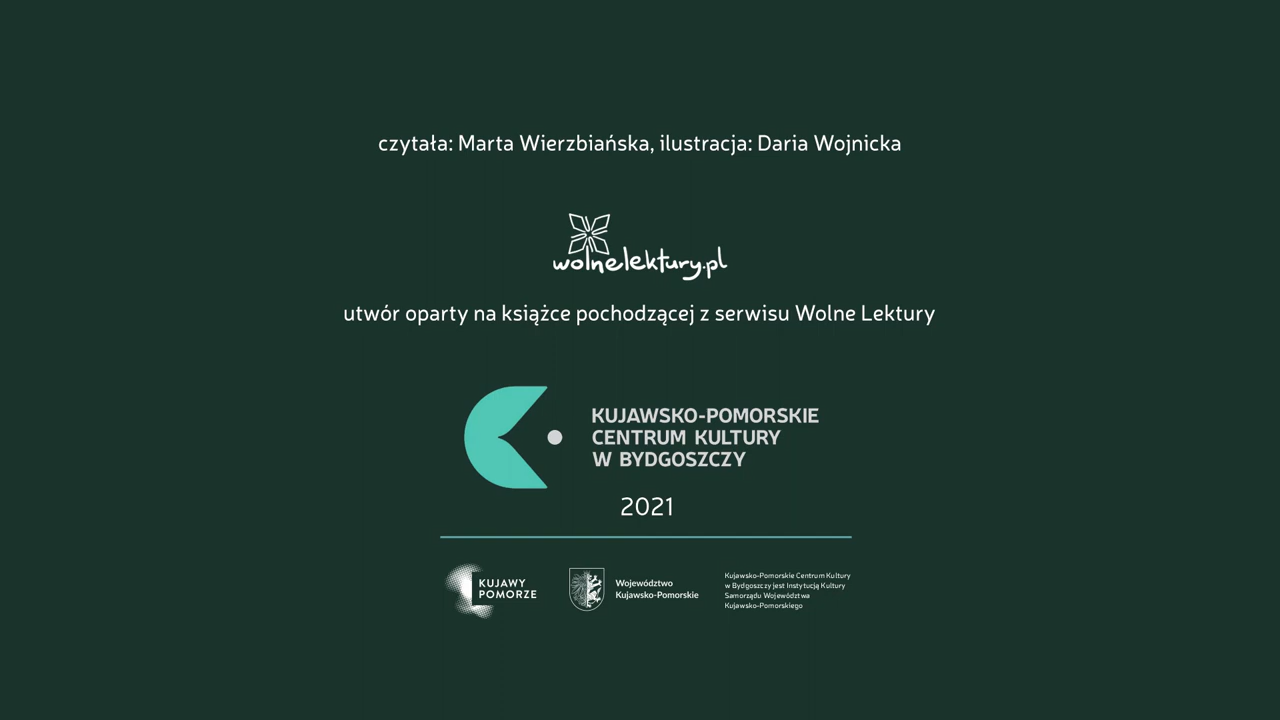 czytała: Marta Wierzbiańska, ilustracja: Daria Wojnicka
wolnelektury.pl
utwór oparty na książce pochodzącej z serwisu Wolne Lektury
KUJAWSKO-POMORSKIE
CENTRUM KULTURY
W BYDGOSZCZY
2021
KUJAWY
POMORZE
Województwo
Kujawsko-Pomorskie
Kujawsko-Pomorskie Centrum Kultury
w Bydgoszczy jest Instytucją Kultury
Samorządu Województwa
Kujawsko-Pomorskiego